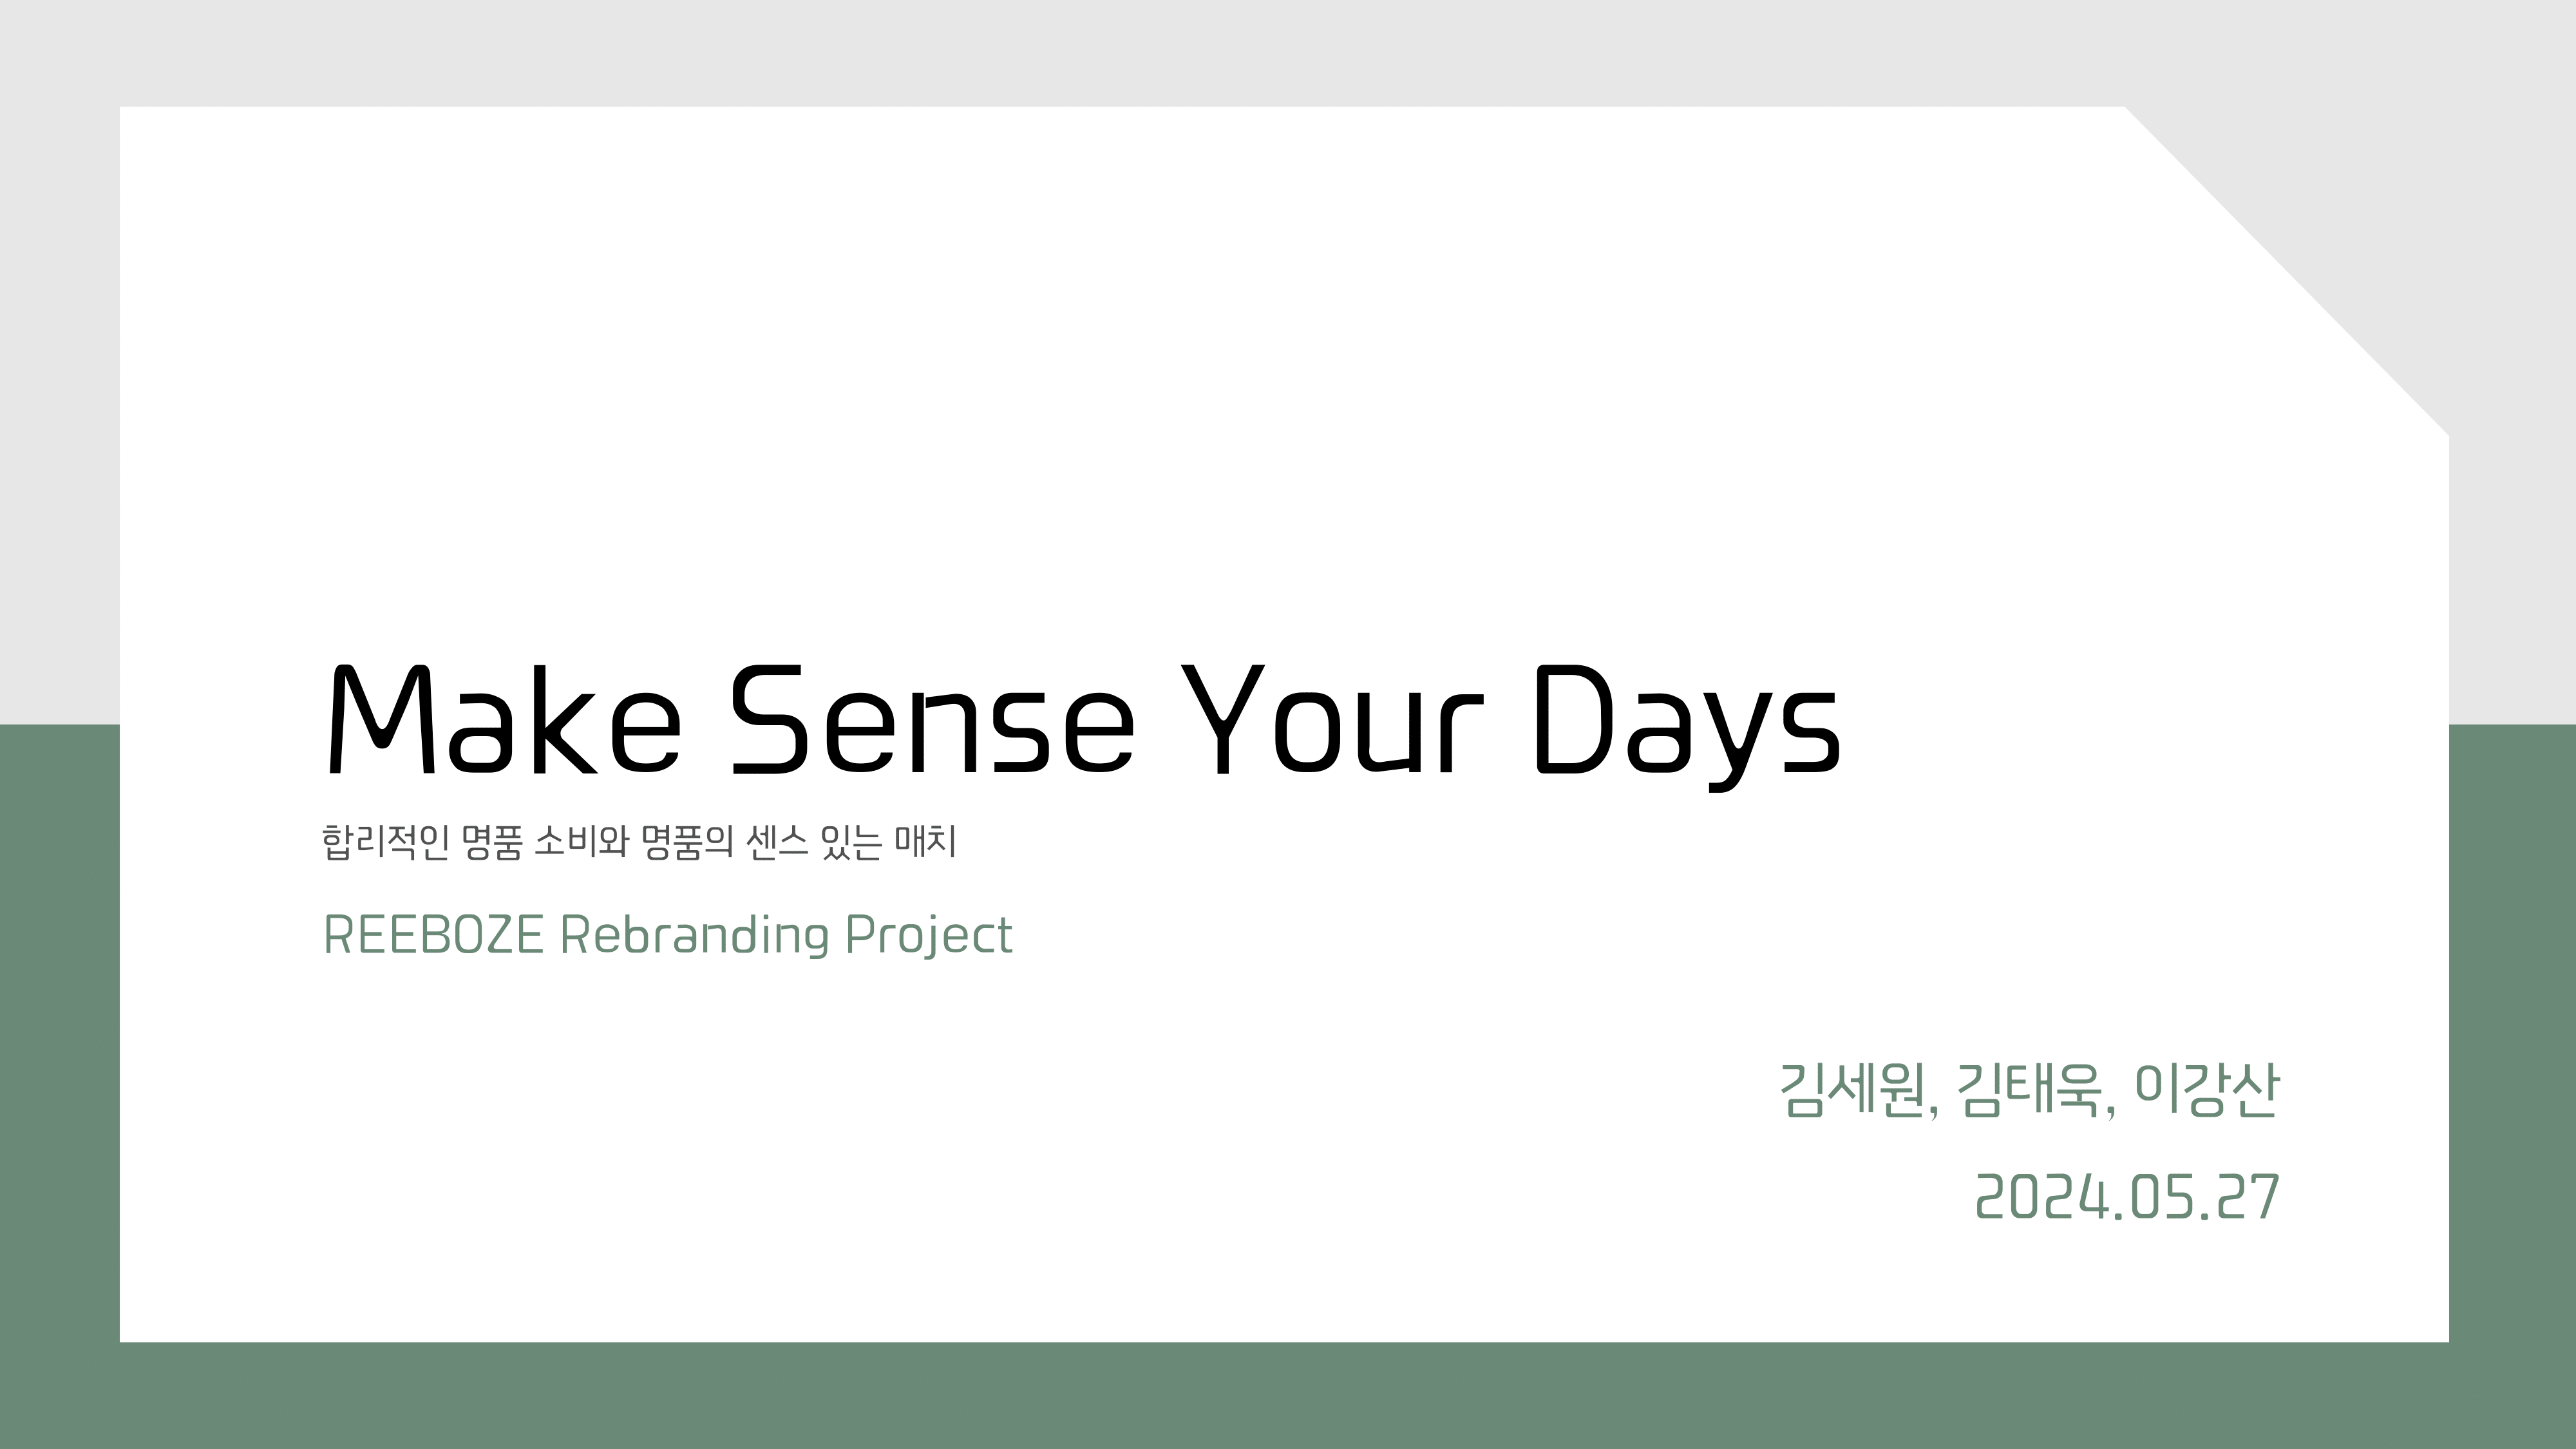 Make Sense Your Days
합리적인 명품 소비와 명품의 센스 있는 매치
REEBOZE Rebranding Project
김세원, 김태욱, 이강산
2024.05.27